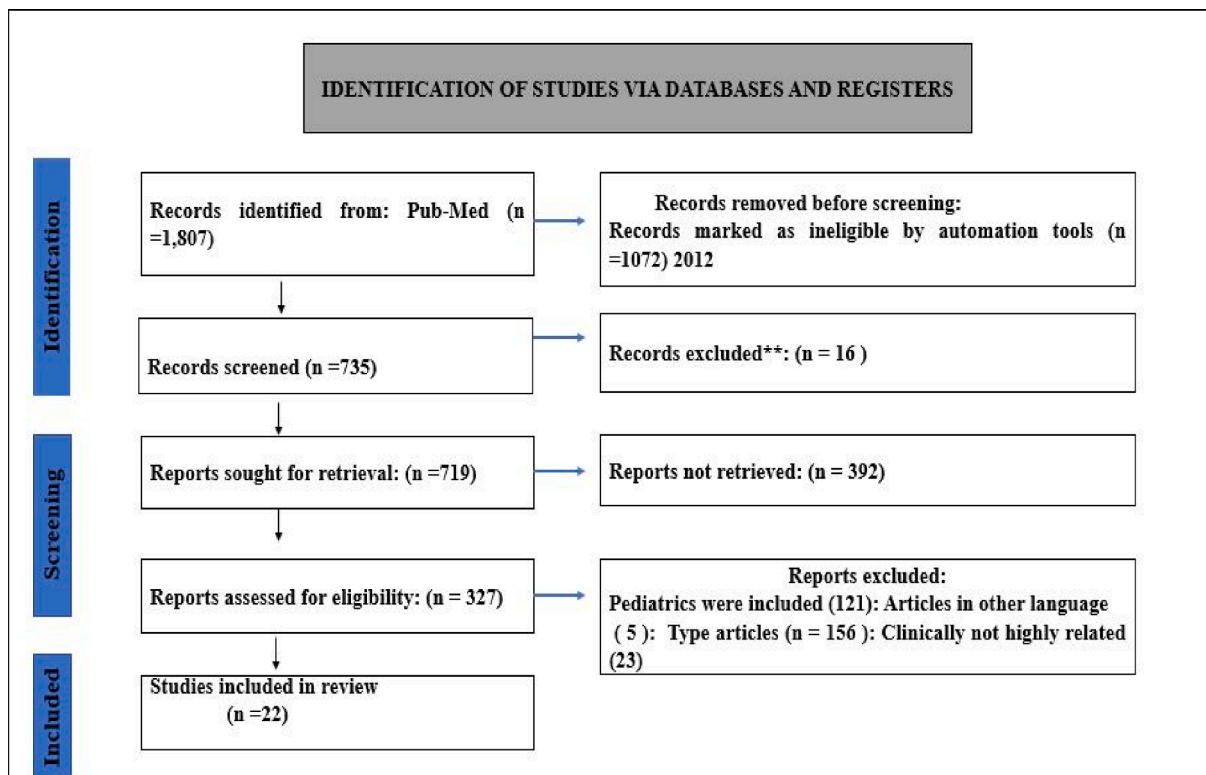 IDENTIFICATION OF STUDIES VIA DATABASES AND REGISTERS
Identification
Records identified from: Pub-Med (n
=1,807)
Records removed before screening:
Records marked as ineligible by automation tools (n
=1072) 2012
Records screened (n =735)
Records excluded**: (n = 16 )
Screening
Reports sought for retrieval: (n =719)
Reports not retrieved: (n = 392)
Reports assessed for eligibility: (n = 327)
Reports excluded:
Pediatrics were included (121): Articles in other language
( 5 ): Type articles (n = 156 ): Clinically not highly related
(23)
Included
Studies included in review
(n =22)